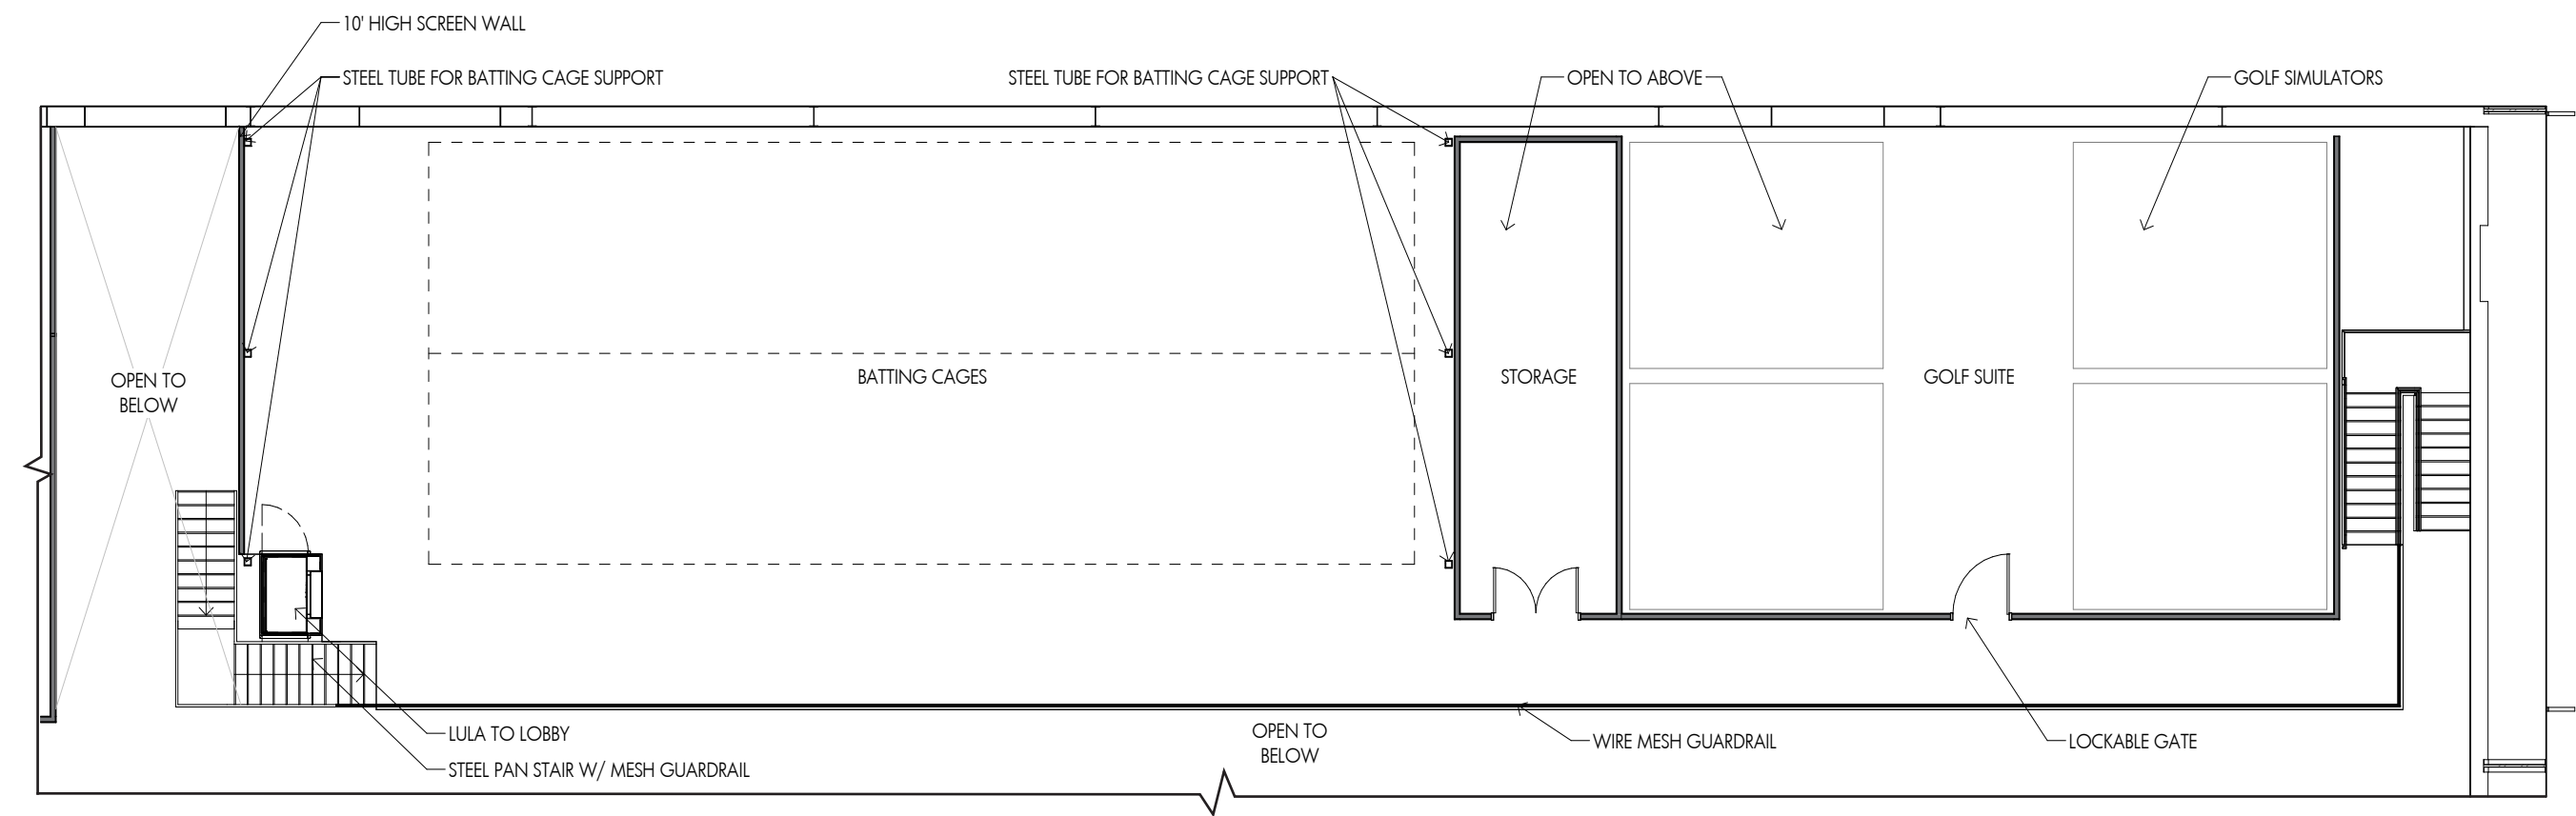 10' HIGH SCREEN WALL
STEEL TUBE FOR BATTING CAGE SUPPORT
STEEL TUBE FOR BATTING CAGE SUPPORT
OPEN TO ABOVE
GOLF SIMULATORS
OPEN TO
BELOW
BATTING CAGES
STORAGE
GOLF SUITE
LULA TO LOBBY
STEEL PAN STAIR W/ MESH GUARDRAIL
OPEN TO
BELOW
WIRE MESH GUARDRAIL
LOCKABLE GATE